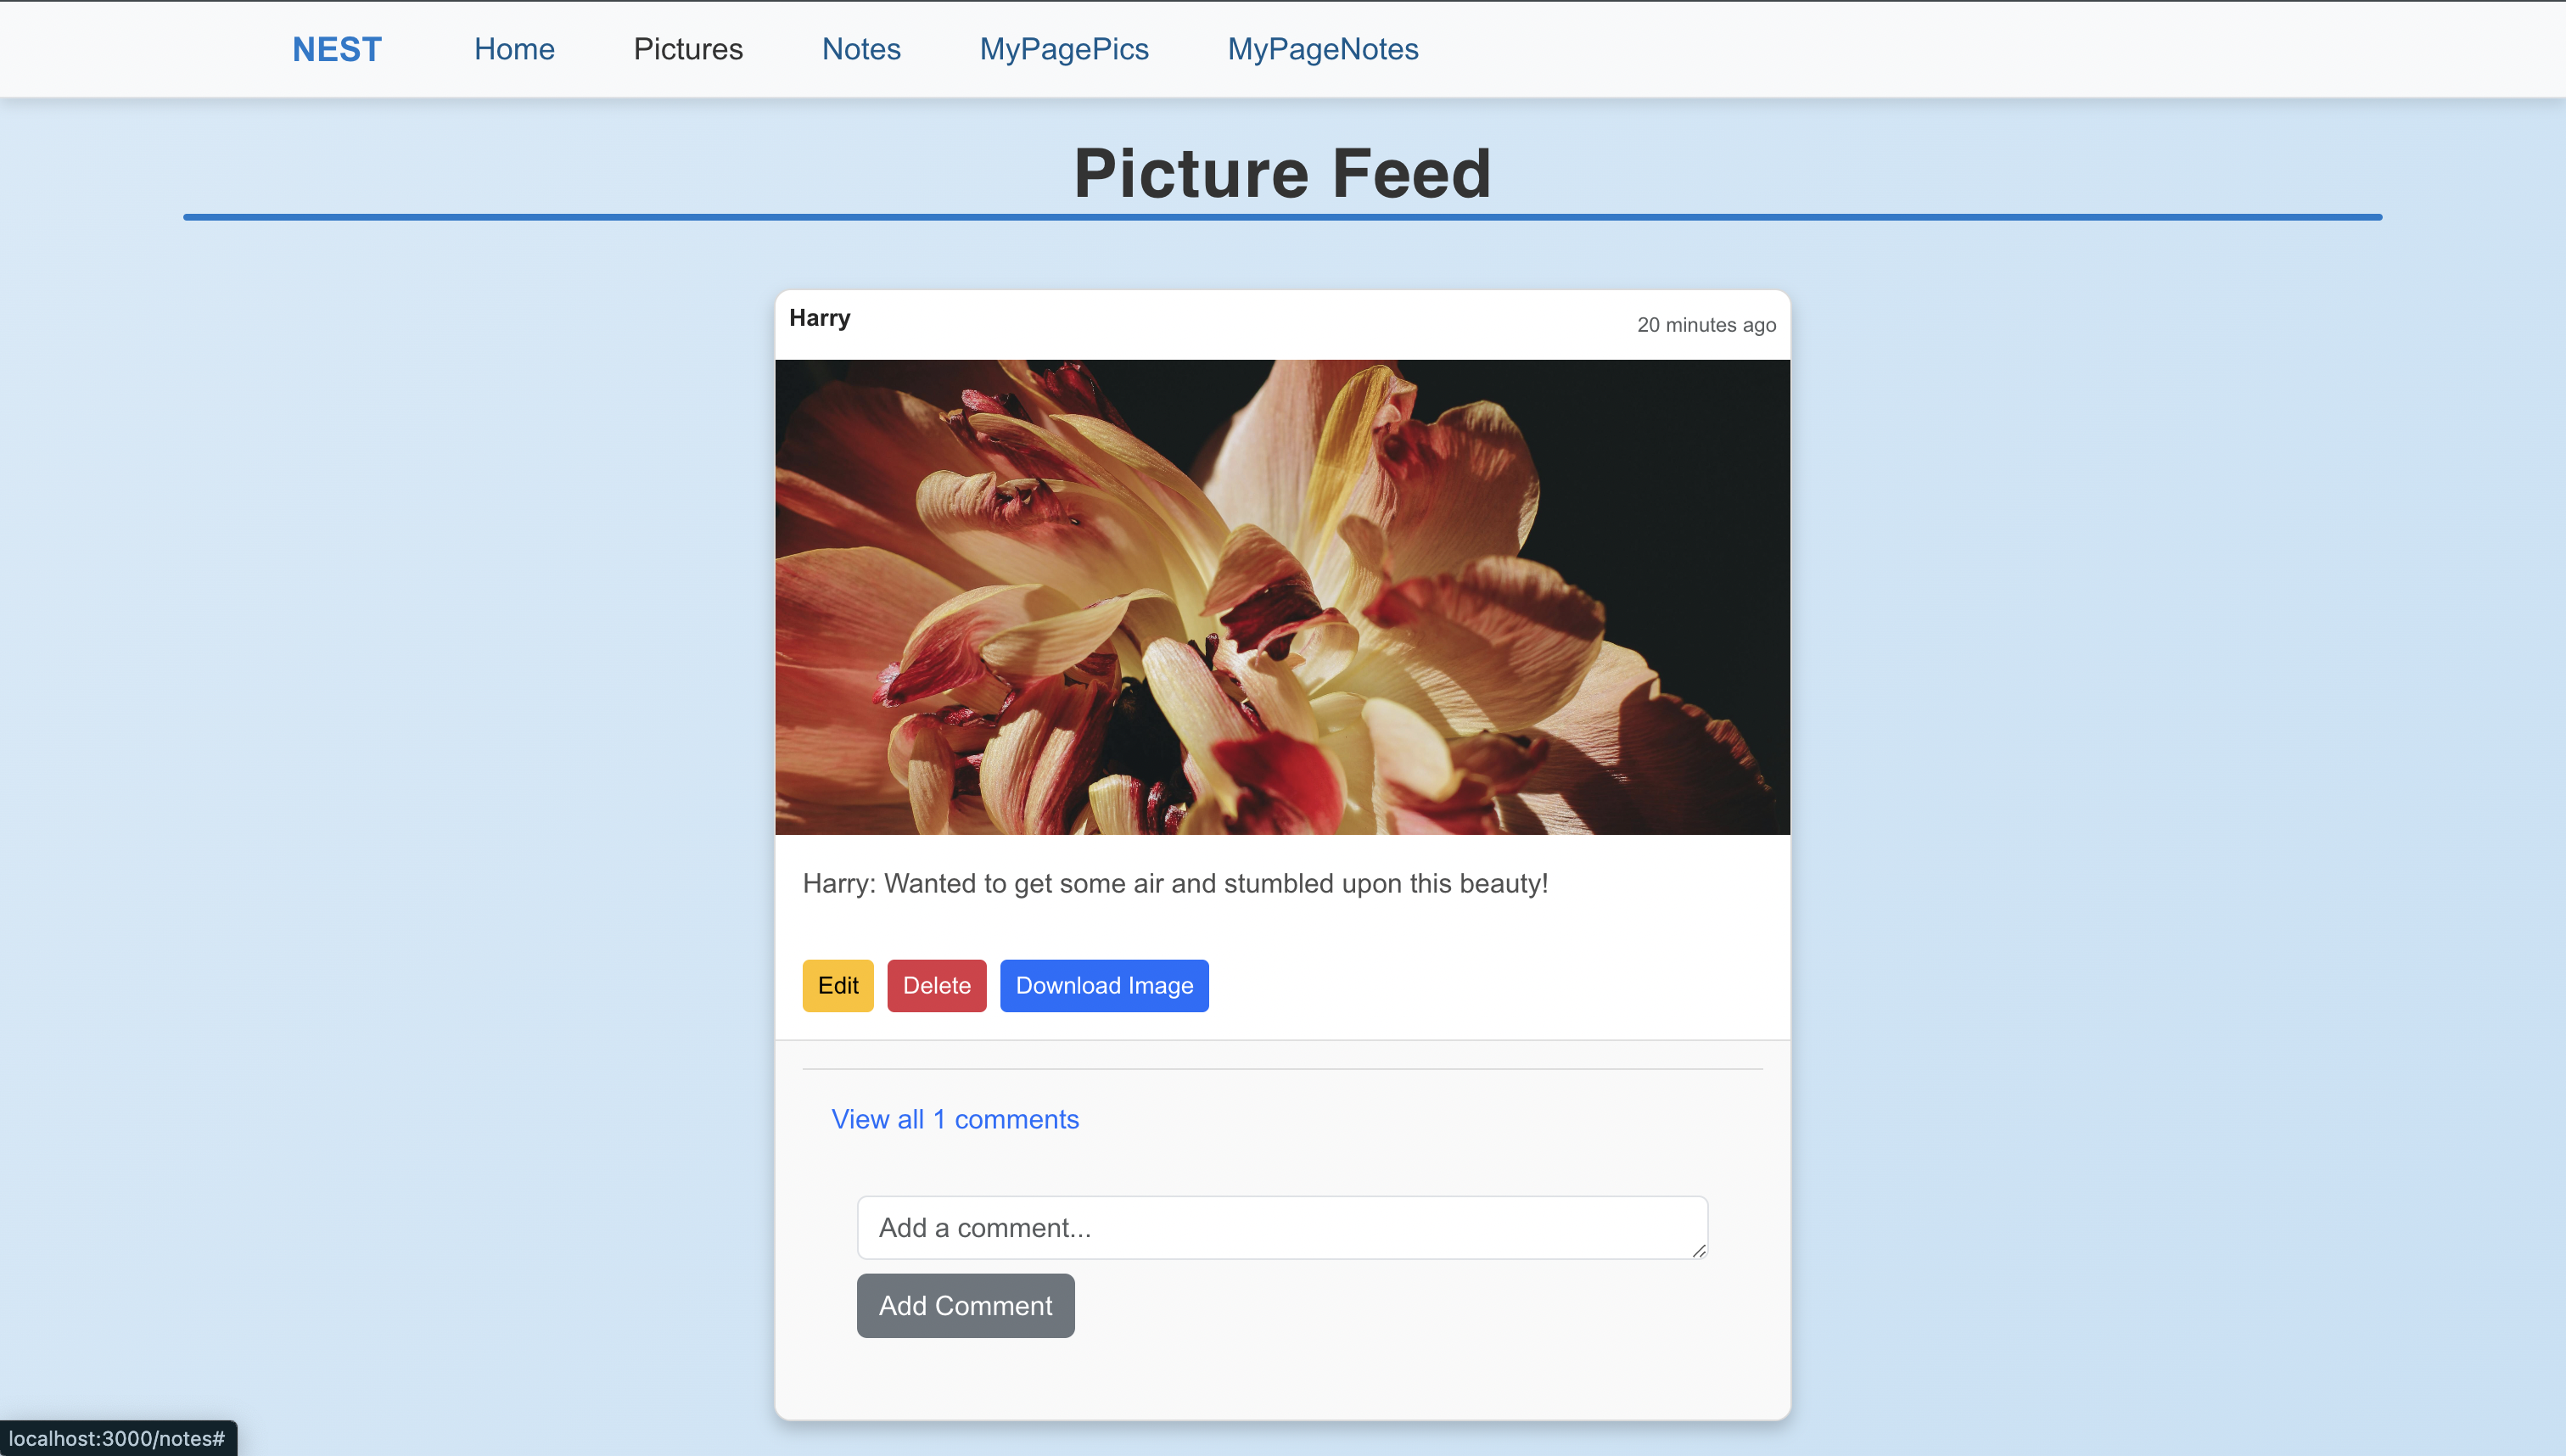 NEST Home Pictures Notes MyPagePics MyPageNotes
Picture Feed
Harry 20 minutes ago
Harry: Wanted to get some air and stumbled upon this beauty!
Edit Delete Download Image
View all 1 comments
Add a comment...
Add Comment
localhost:3000/notes#